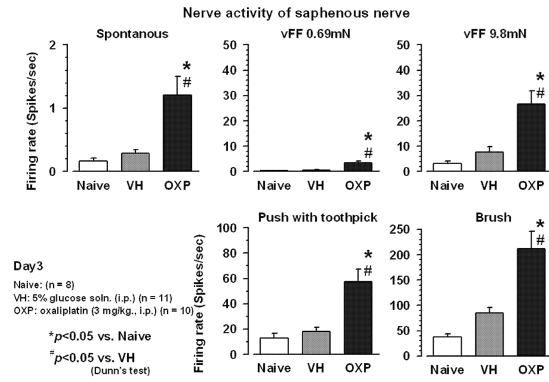 Nerve activity of saphenous nerve
Spontanous
Firing rate (Spikes/sec)
2
1
0
Naive VH OXP
*
#
vFF 0.69mN
50
40
30
20
10
0
Naive VH OXP
*
#
vFF 9.8mN
50
40
30
20
10
0
Naive VH OXP
*
#
Push with toothpick
Firing rate (Spikes/sec)
100
80
60
40
20
0
Naive VH OXP
*
#
Brush
250
200
150
100
50
0
Naive VH OXP
*
#
Day3
Naive: (n = 8)
VH: 5% glucose soln. (i.p.) (n = 11)
OXP: oxaliplatin (3 mg/kg., i.p.) (n = 10)
*p<0.05 vs. Naive
#p<0.05 vs. VH
(Dunn's test)